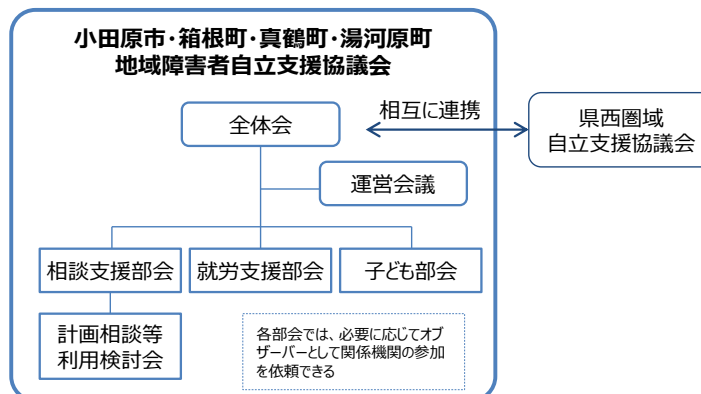 小田原市・箱根町・真鶴町・湯河原町
地域障害者自立支援協議会
全体会
相互に連携
県西圏域
自立支援協議会
運営会議
相談支援部会
就労支援部会
子ども部会
計画相談等
利用検討会
各部会では、必要に応じてオブ
ザーバーとして関係機関の参加
を依頼できる